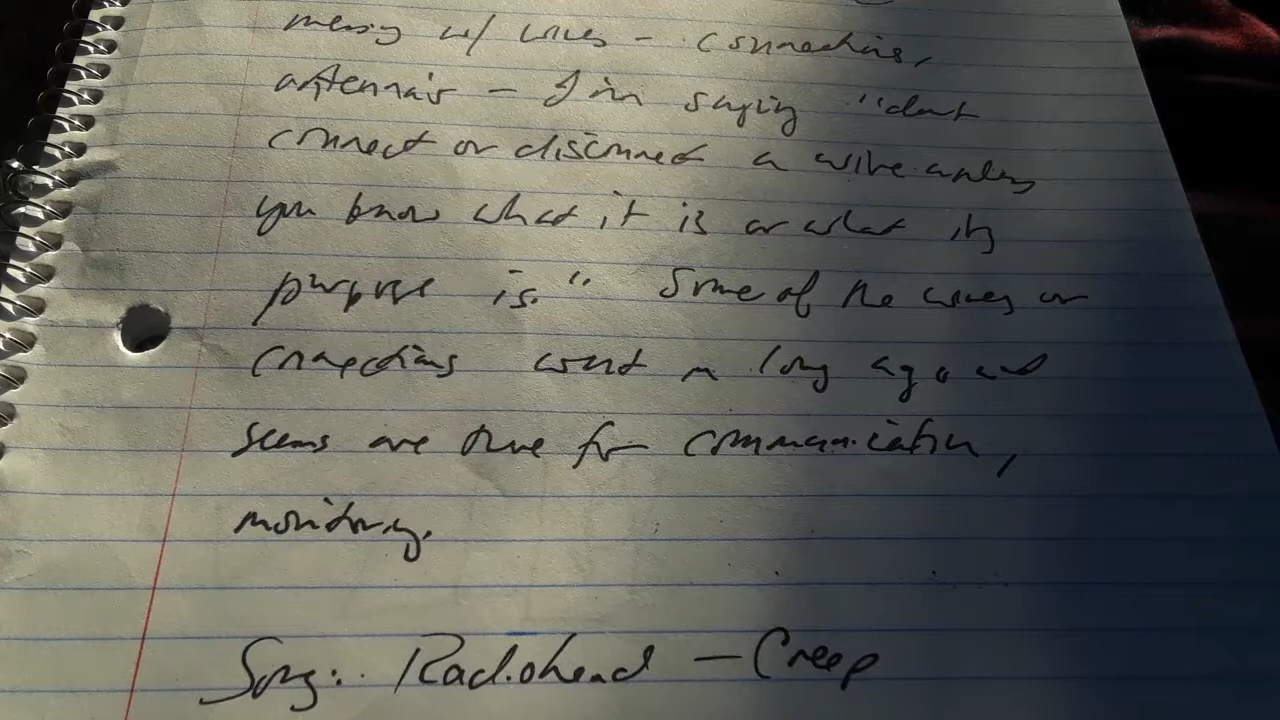 messing w/ wires - connections,
antenna's - I'm saying "dont
connect or disconnect a wire unless
you know what it is or what its
purpose is." Some of the wires or
connections went in long ago and
seems are there for communication,
monitoring.
Song: Radiohead - Creep